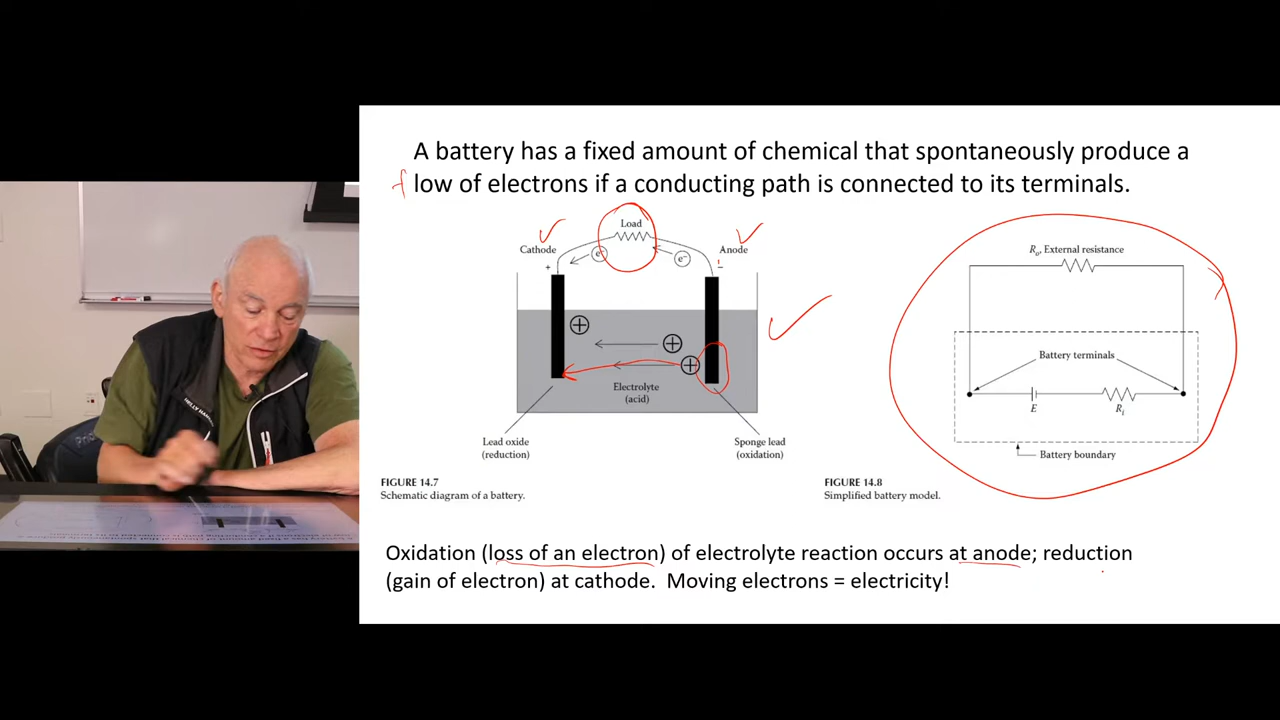 A battery has a fixed amount of chemical that spontaneously produce a
f low of electrons if a conducting path is connected to its terminals.
Load
Cathode
Anode
e⁻
e⁻
+
−
+
+
+
Electrolyte
(acid)
Lead oxide
(reduction)
Sponge lead
(oxidation)
FIGURE 14.7
Schematic diagram of a battery.
Rₒ, External resistance
Battery terminals
E
Rᵢ
Battery boundary
FIGURE 14.8
Simplified battery model.
Oxidation (loss of an electron) of electrolyte reaction occurs at anode; reduction
(gain of electron) at cathode. Moving electrons = electricity!
HELLY HANSEN